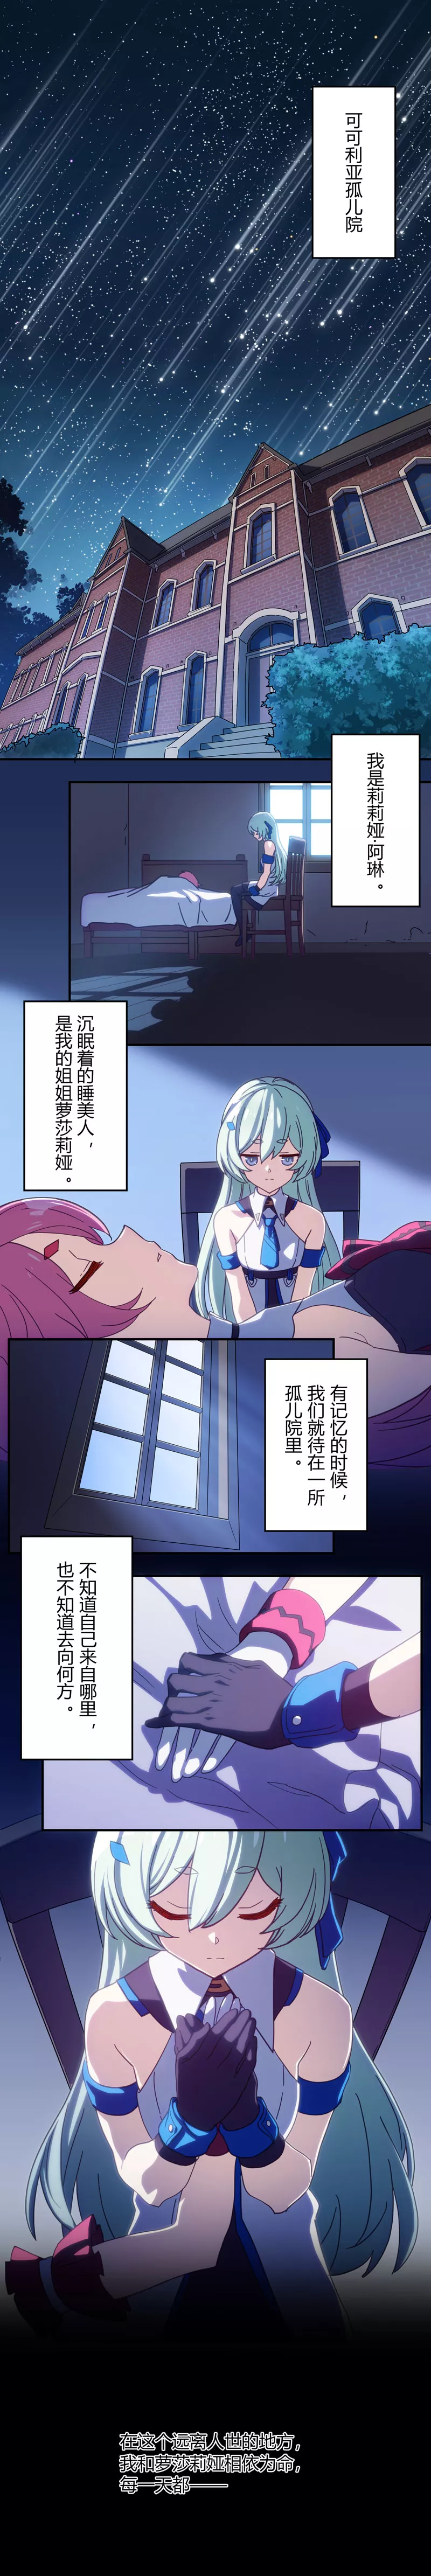 可可利亚孤儿院
我是莉莉娅·阿琳。
沉眠着的睡美人，
是我的姐姐萝莎莉娅。
有记忆的时候，
我们就待在一所
孤儿院里。
不知道自己来自哪里，
也不知道去向何方。
在这个远离人世的地方，
我和萝莎莉娅相依为命，
每一天都——